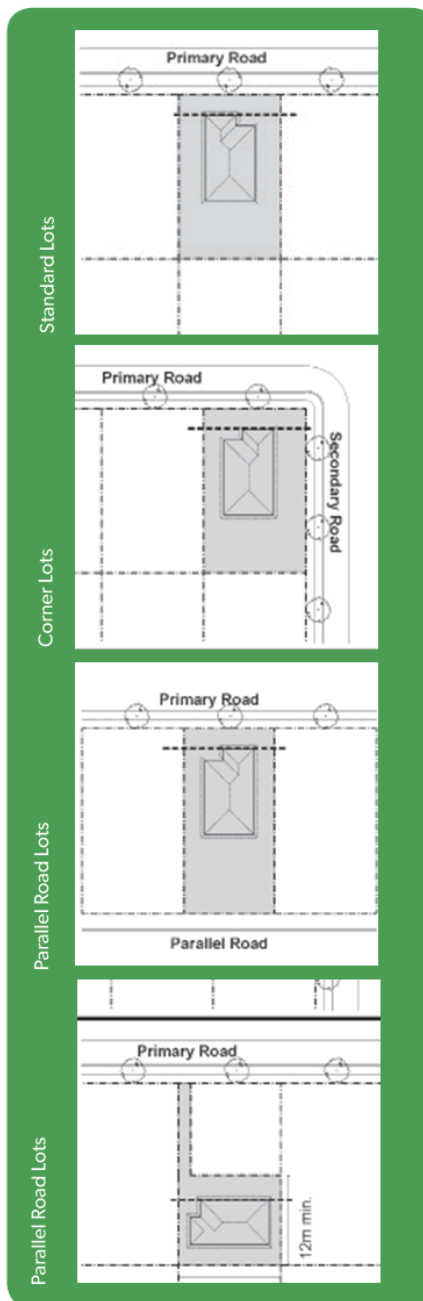 Standard Lots
Primary Road
Corner Lots
Primary Road
Secondary Road
Parallel Road Lots
Primary Road
Parallel Road
Parallel Road Lots
Primary Road
12m min.